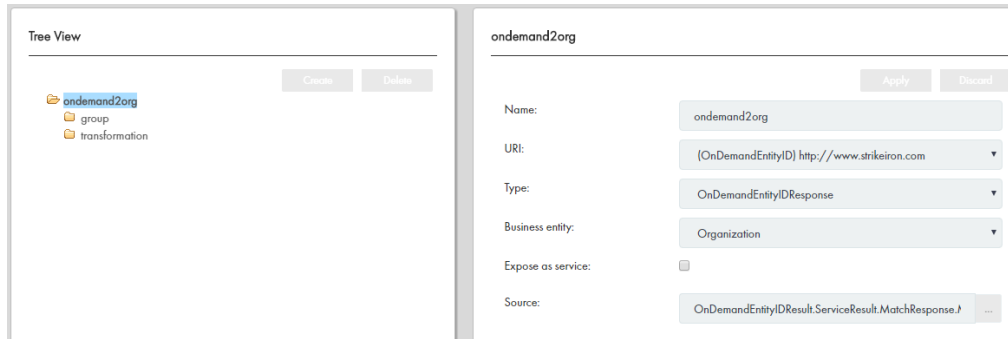 Tree View
Create
Delete
ondemand2org
group
transformation
ondemand2org
Apply
Discard
Name:
ondemand2org
URI:
(OnDemandEntityID) http://www.strikeiron.com
Type:
OnDemandEntityIDResponse
Business entity:
Organization
Expose as service:
Source:
OnDemandEntityIDResult.ServiceResult.MatchResponse.
...